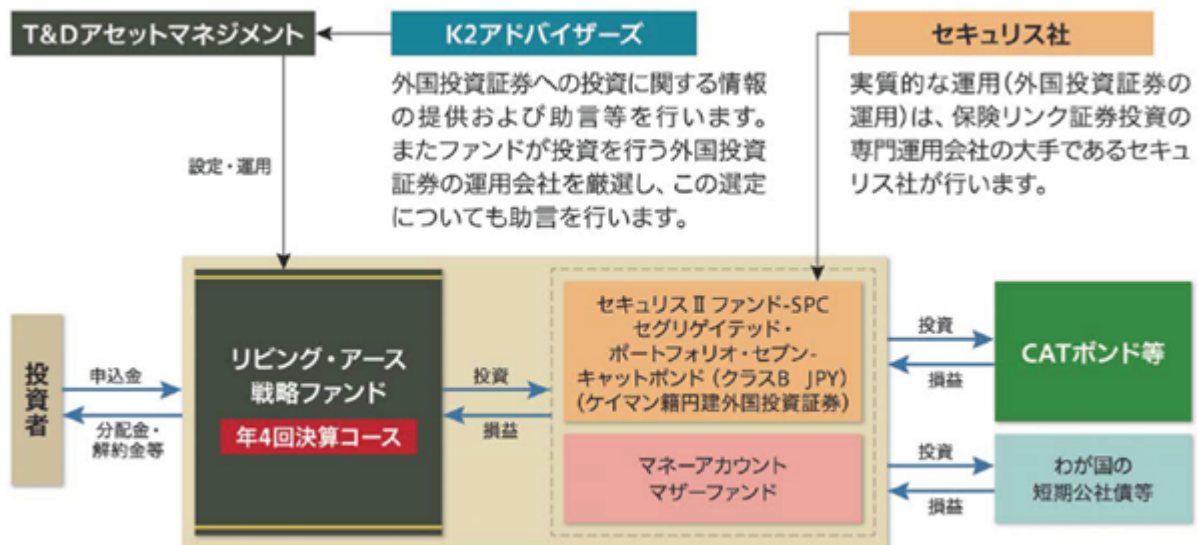 T&Dアセットマネジメント
K2アドバイザーズ
セキュリス社
外国投資証券への投資に関する情報
の提供および助言等を行います。
またファンドが投資を行う外国投資
証券の運用会社を厳選し、この選定
についても助言を行います。
実質的な運用(外国投資証券の
運用)は、保険リンク証券投資の
専門運用会社の大手であるセキュ
リス社が行います。
設定・運用
投資者
申込金
分配金・
解約金等
リビング・アース
戦略ファンド
年4回決算コース
投資
損益
セキュリスⅡファンド-SPC
セグリゲイテッド・
ポートフォリオ・セブン-
キャットボンド(クラスB JPY)
(ケイマン籍円建外国投資証券)
マネーアカウント
マザーファンド
投資
損益
CATボンド等
投資
損益
わが国の
短期公社債等